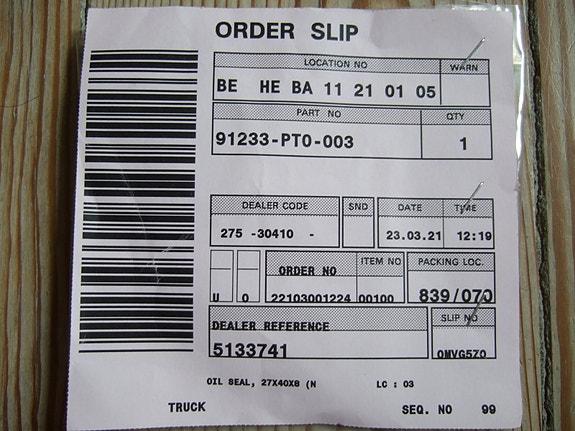 ORDER SLIP
LOCATION NO WARN
BE HE BA 11 21 01 05
PART NO QTY
91233-PT0-003 1
DEALER CODE SND DATE TIME
275 -30410 - 23.03.21 12:19
ORDER NO ITEM NO PACKING LOC.
U 0 22103001224 00100 839/070
DEALER REFERENCE SLIP NO
5133741 0MVG5Z0
OIL SEAL, 27X40X8 (N LC : 03
TRUCK SEQ. NO 99